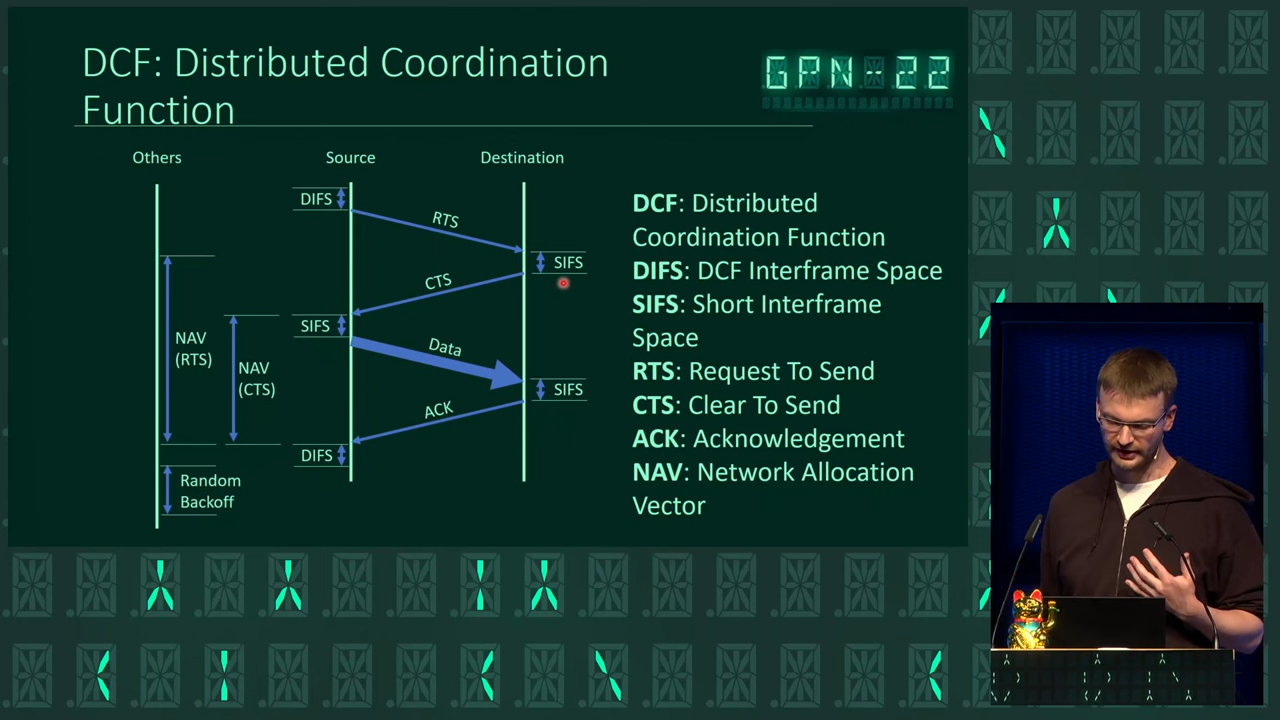 DCF: Distributed Coordination
Function
GPN-22
Others
Source
Destination
DIFS
RTS
SIFS
CTS
SIFS
NAV
(RTS)
NAV
(CTS)
Data
SIFS
ACK
DIFS
Random
Backoff
DCF: Distributed
Coordination Function
DIFS: DCF Interframe Space
SIFS: Short Interframe
Space
RTS: Request To Send
CTS: Clear To Send
ACK: Acknowledgement
NAV: Network Allocation
Vector